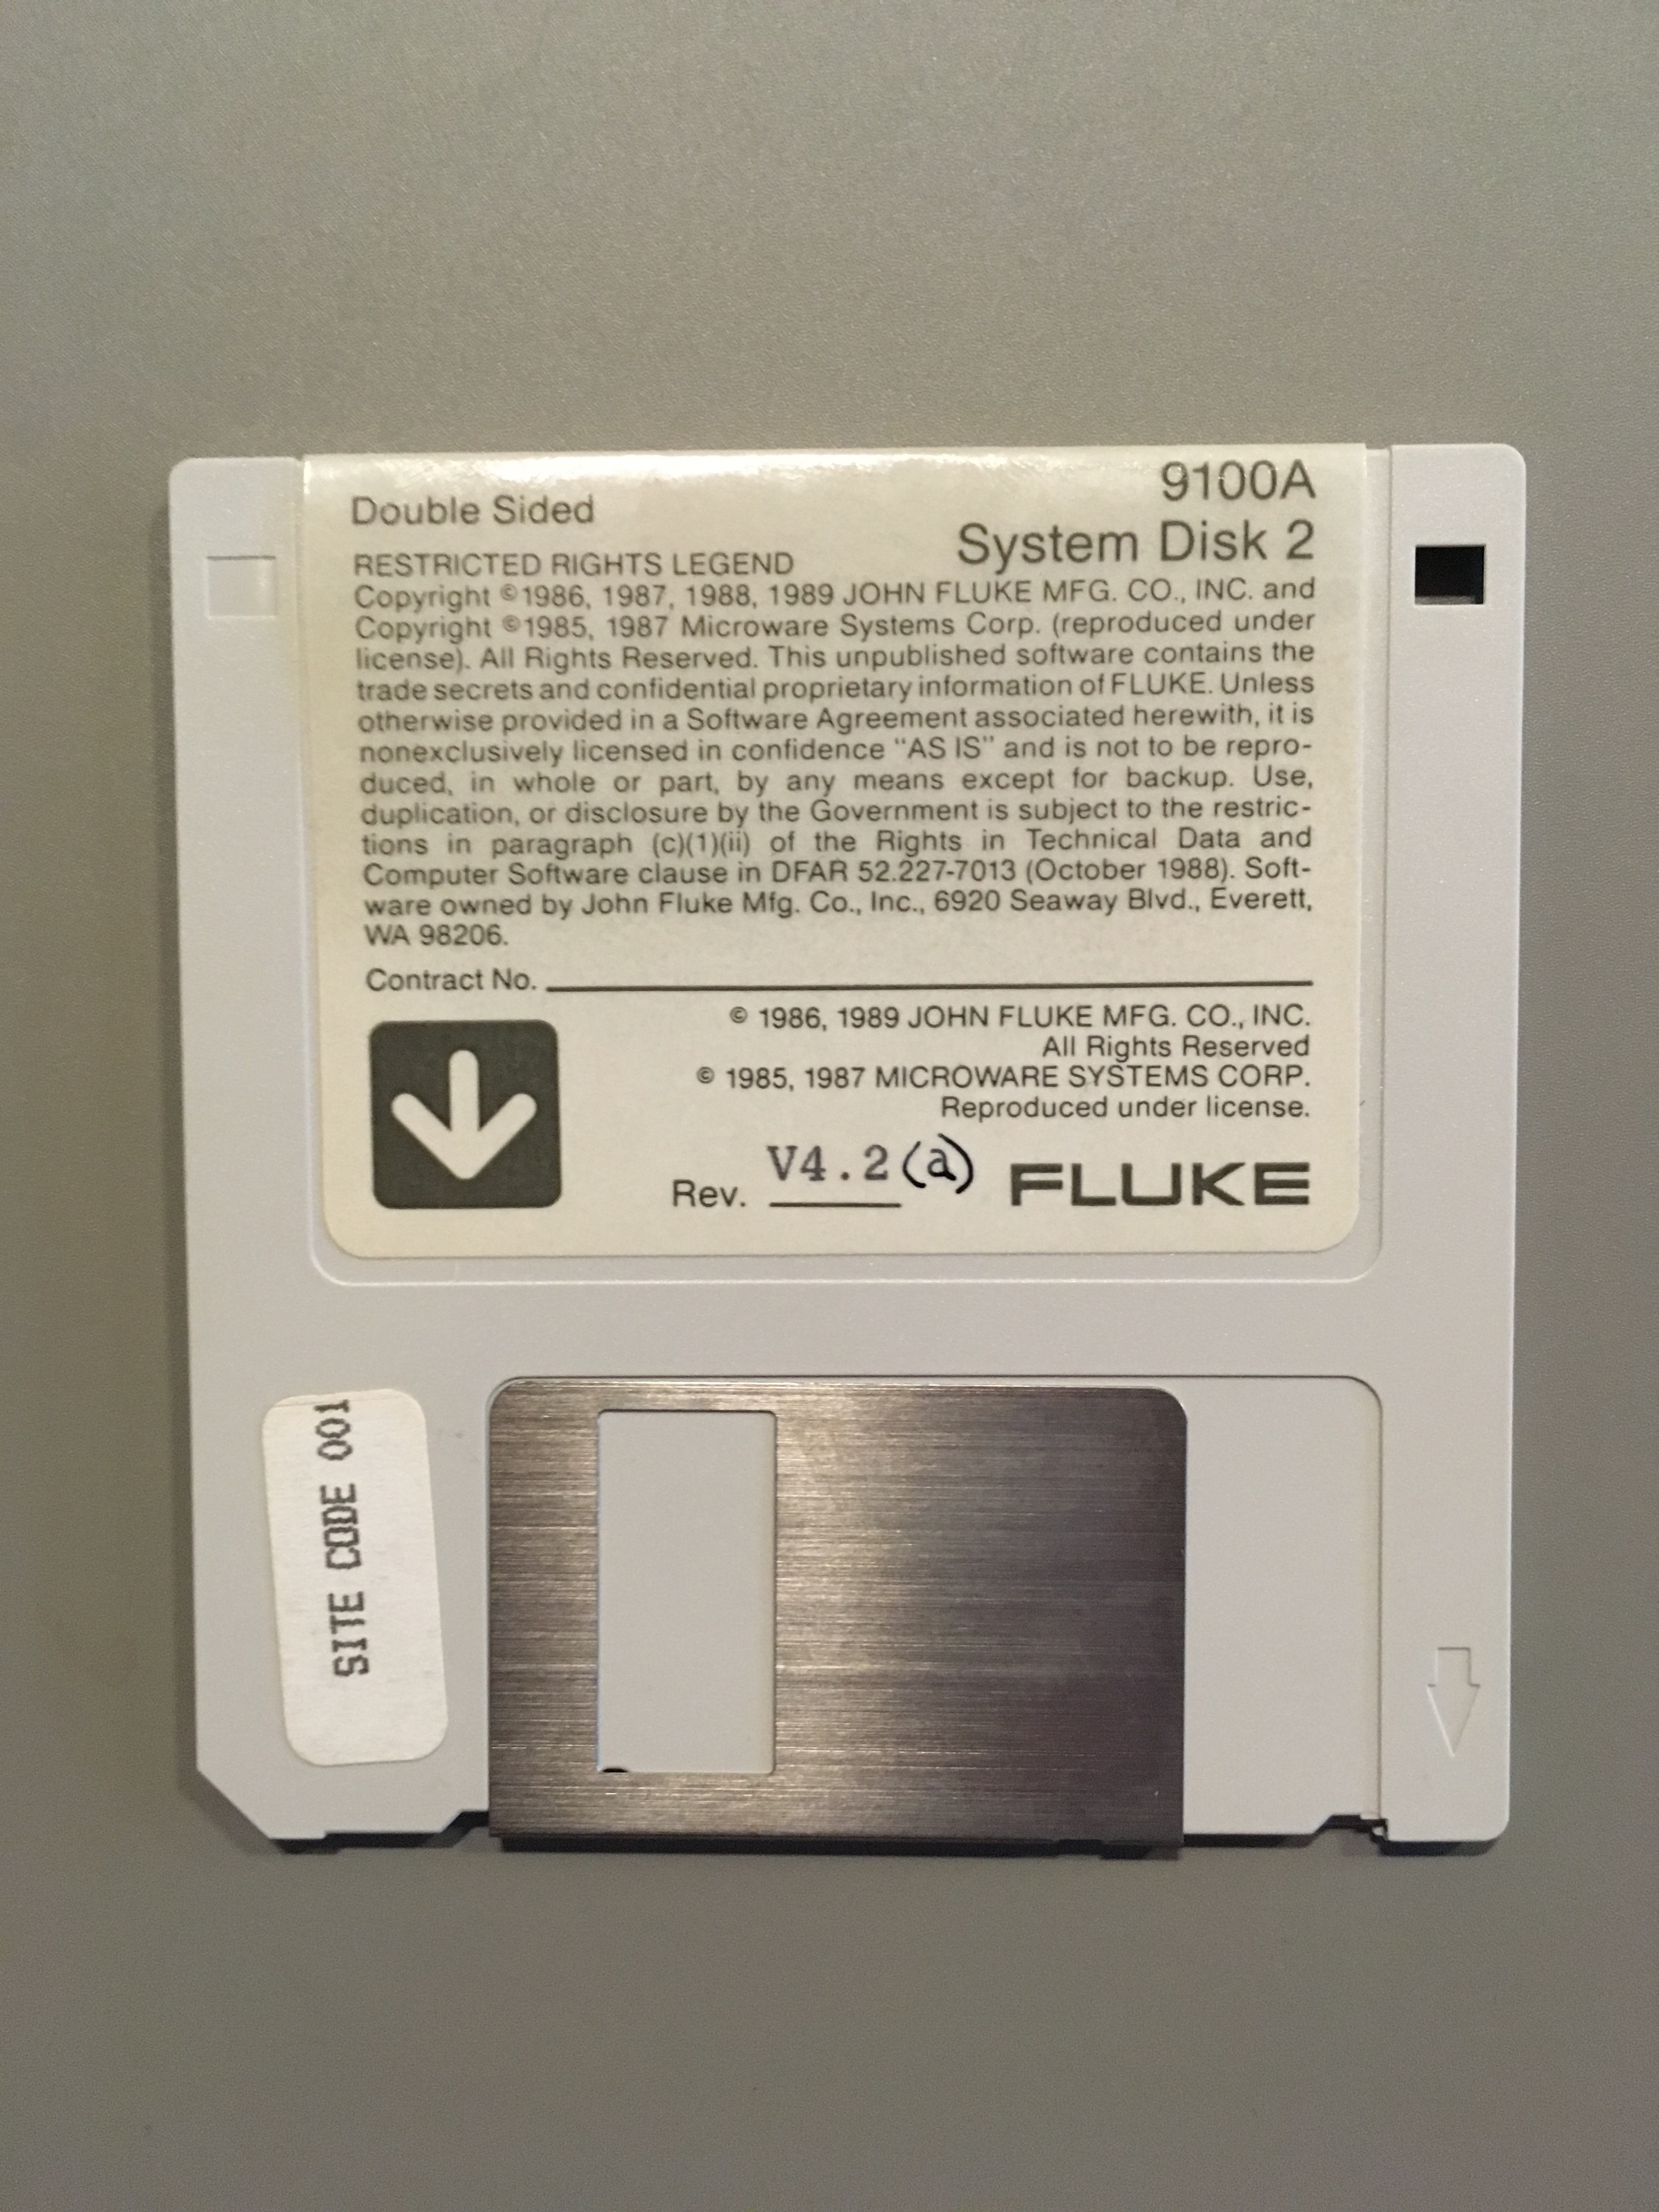 9100A
Double Sided
System Disk 2
RESTRICTED RIGHTS LEGEND
Copyright ©1986, 1987, 1988, 1989 JOHN FLUKE MFG. CO., INC. and
Copyright ©1985, 1987 Microware Systems Corp. (reproduced under
license). All Rights Reserved. This unpublished software contains the
trade secrets and confidential proprietary information of FLUKE. Unless
otherwise provided in a Software Agreement associated herewith, it is
nonexclusively licensed in confidence “AS IS” and is not to be repro-
duced, in whole or part, by any means except for backup. Use,
duplication, or disclosure by the Government is subject to the restric-
tions in paragraph (c)(1)(ii) of the Rights in Technical Data and
Computer Software clause in DFAR 52.227-7013 (October 1988). Soft-
ware owned by John Fluke Mfg. Co., Inc., 6920 Seaway Blvd., Everett,
WA 98206.
Contract No.
© 1986, 1989 JOHN FLUKE MFG. CO., INC.
All Rights Reserved
© 1985, 1987 MICROWARE SYSTEMS CORP.
Reproduced under license.
Rev. V4.2(a) FLUKE
SITE CODE 001